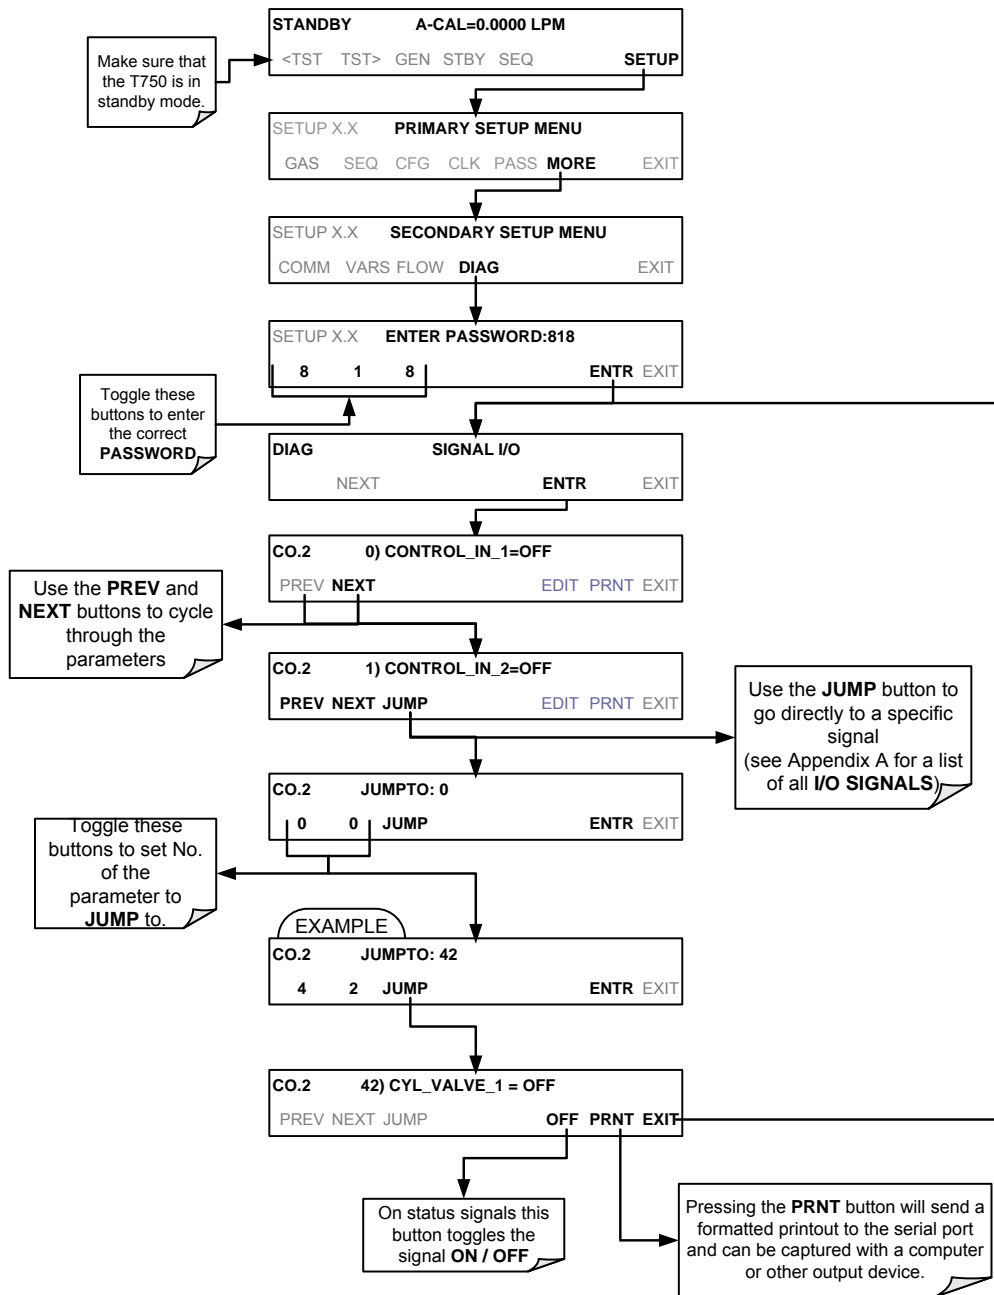 STANDBY A-CAL=0.0000 LPM
<TST TST> GEN STBY SEQ SETUP
Make sure that
the T750 is in
standby mode.
SETUP X.X PRIMARY SETUP MENU
GAS SEQ CFG CLK PASS MORE EXIT
SETUP X.X SECONDARY SETUP MENU
COMM VARS FLOW DIAG EXIT
SETUP X.X ENTER PASSWORD:818
8 1 8 ENTR EXIT
Toggle these
buttons to enter
the correct
PASSWORD
DIAG SIGNAL I/O
NEXT ENTR EXIT
CO.2 0) CONTROL_IN_1=OFF
PREV NEXT EDIT PRNT EXIT
Use the PREV and
NEXT buttons to cycle
through the
parameters
CO.2 1) CONTROL_IN_2=OFF
PREV NEXT JUMP EDIT PRNT EXIT
Use the JUMP button to
go directly to a specific
signal
(see Appendix A for a list
of all I/O SIGNALS)
CO.2 JUMPTO: 0
0 0 JUMP ENTR EXIT
Toggle these
buttons to set No.
of the
parameter to
JUMP to.
EXAMPLE
CO.2 JUMPTO: 42
4 2 JUMP ENTR EXIT
CO.2 42) CYL_VALVE_1 = OFF
PREV NEXT JUMP OFF PRNT EXIT
On status signals this
button toggles the
signal ON / OFF
Pressing the PRNT button will send a
formatted printout to the serial port
and can be captured with a computer
or other output device.